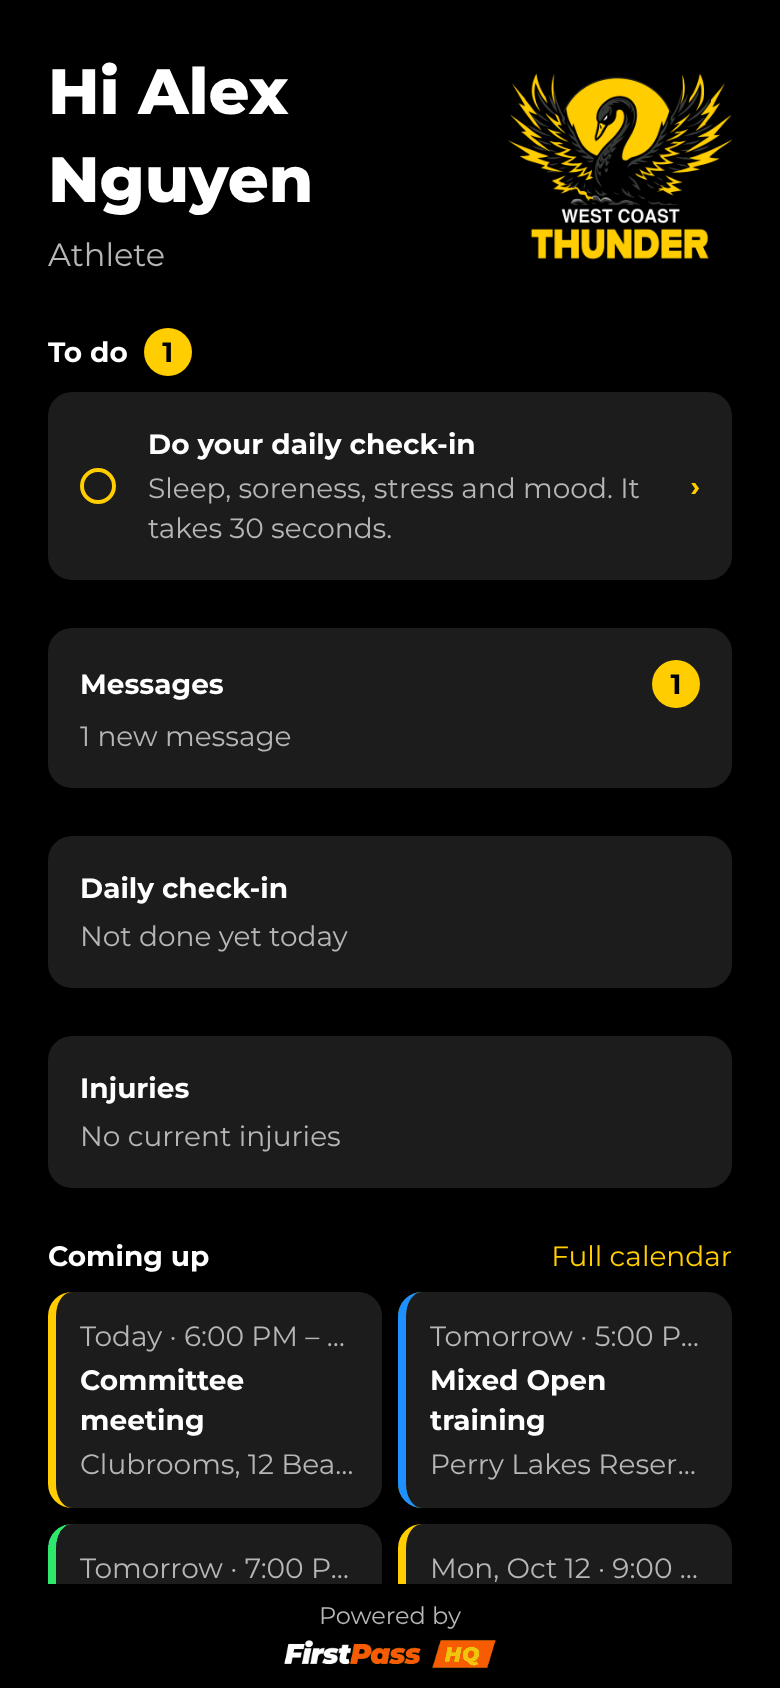 Hi Alex
Nguyen
Athlete
WEST COAST
THUNDER
To do 1
Do your daily check-in
Sleep, soreness, stress and mood. It
takes 30 seconds.
›
Messages 1
1 new message
Daily check-in
Not done yet today
Injuries
No current injuries
Coming up Full calendar
Today · 6:00 PM – ...
Committee
meeting
Clubrooms, 12 Bea...
Tomorrow · 5:00 P...
Mixed Open
training
Perry Lakes Reser...
Tomorrow · 7:00 P...
Mon, Oct 12 · 9:00 ...
Powered by
FirstPass HQ